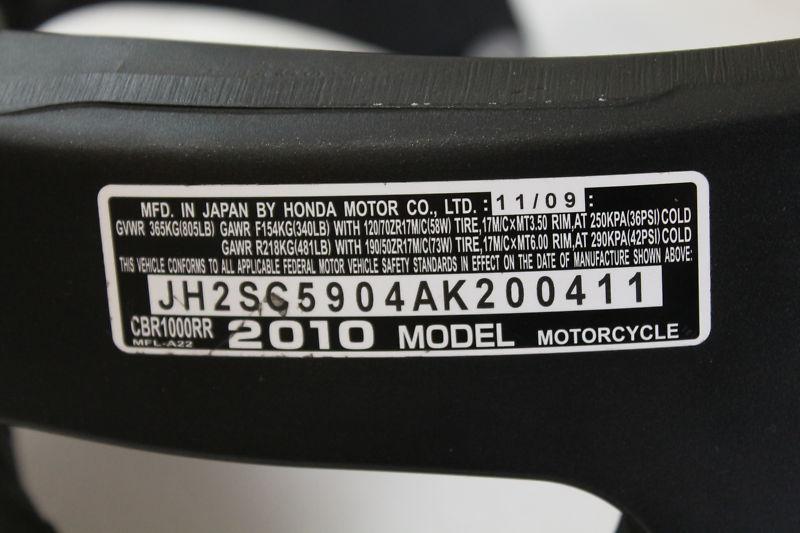 MFD. IN JAPAN BY HONDA MOTOR CO., LTD. : 11/09 :
GVWR 365KG(805LB) GAWR F154KG(340LB) WITH 120/70ZR17M/C(58W) TIRE,17M/C×MT3.50 RIM,AT 250KPA(36PSI)COLD
GAWR R218KG(481LB) WITH 190/50ZR17M/C(73W) TIRE,17M/C×MT6.00 RIM,AT 290KPA(42PSI)COLD
THIS VEHICLE CONFORMS TO ALL APPLICABLE FEDERAL MOTOR VEHICLE SAFETY STANDARDS IN EFFECT ON THE DATE OF MANUFACTURE SHOWN ABOVE:
JH2SC5904AK200411
CBR1000RR 2010 MODEL MOTORCYCLE
MFL-A22